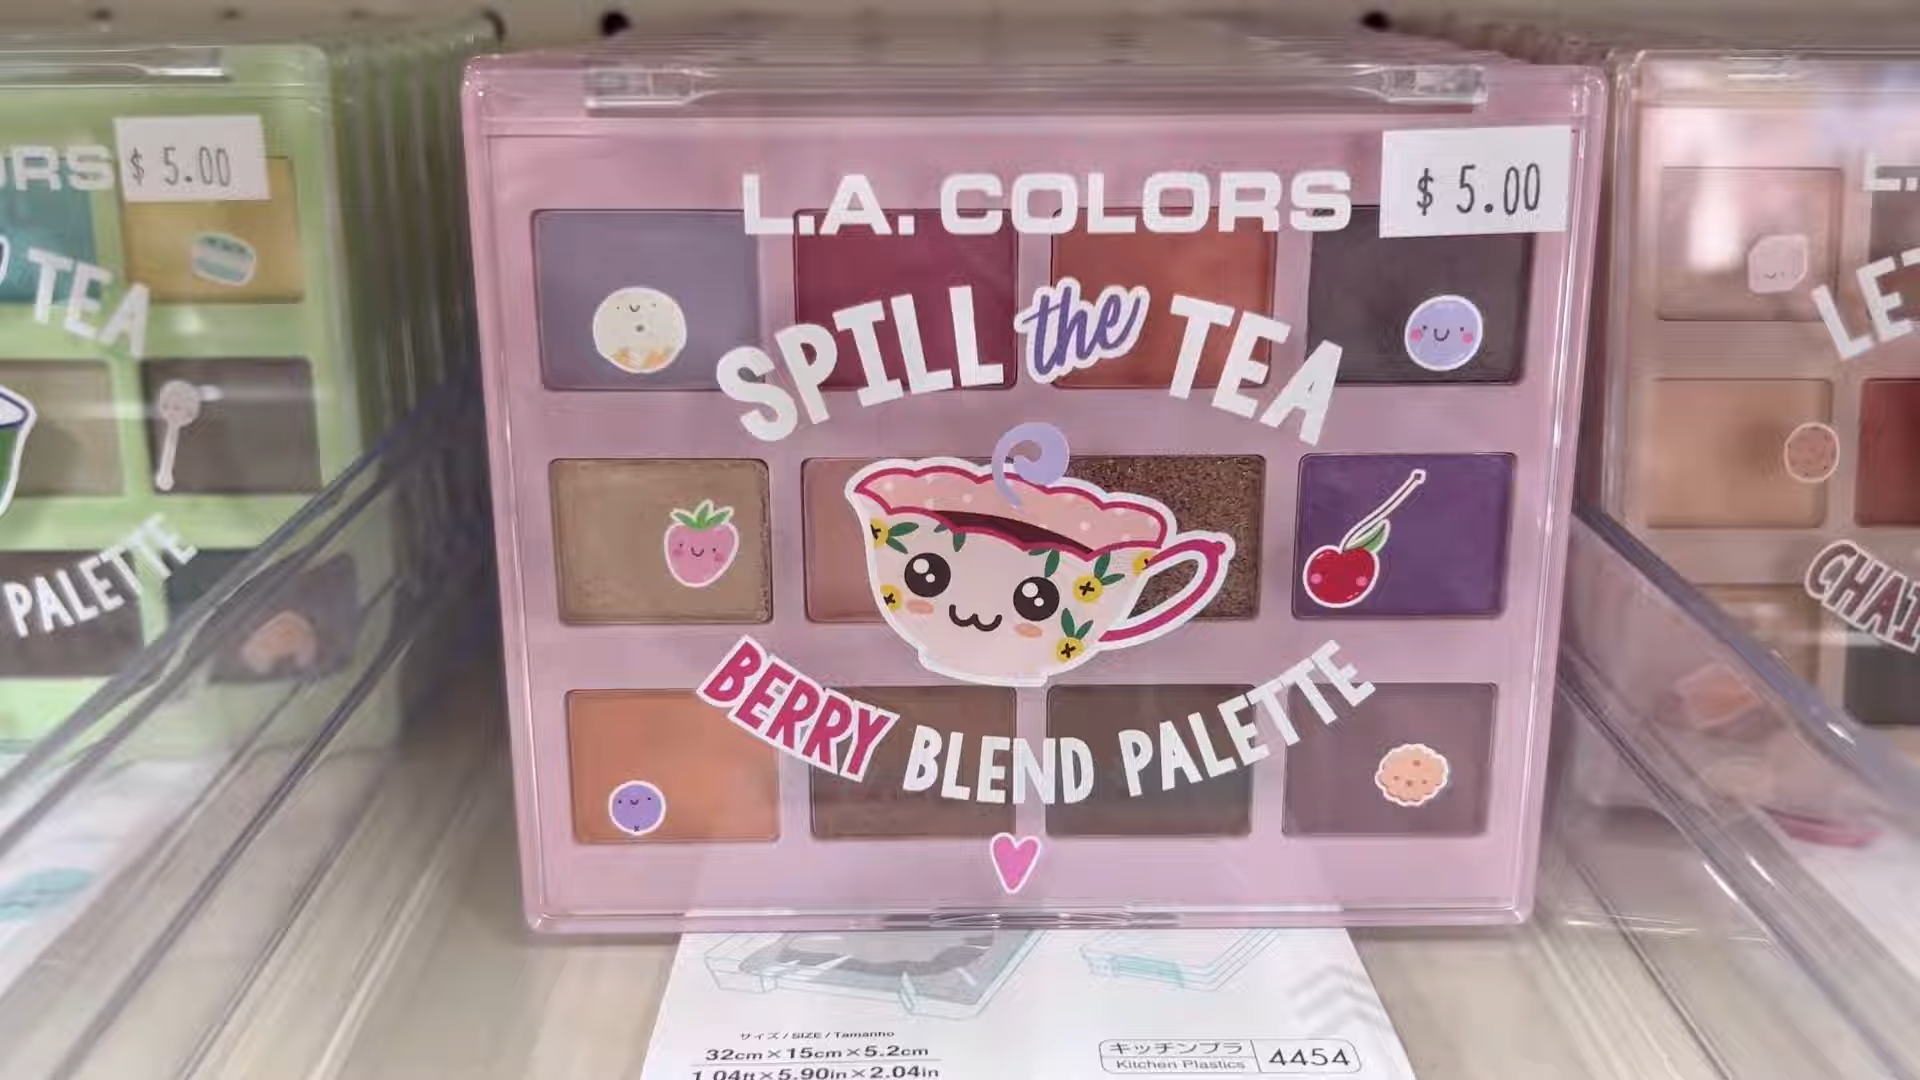 $ 5.00
TEA
PALETTE
L.A. COLORS
$ 5.00
SPILL the TEA
BERRY BLEND PALETTE
サイズ / SIZE / Tamanho
32cm×15cm×5.2cm
1.04ft×5.90in×2.04in
キッチンプラ
Kitchen Plastics
4454